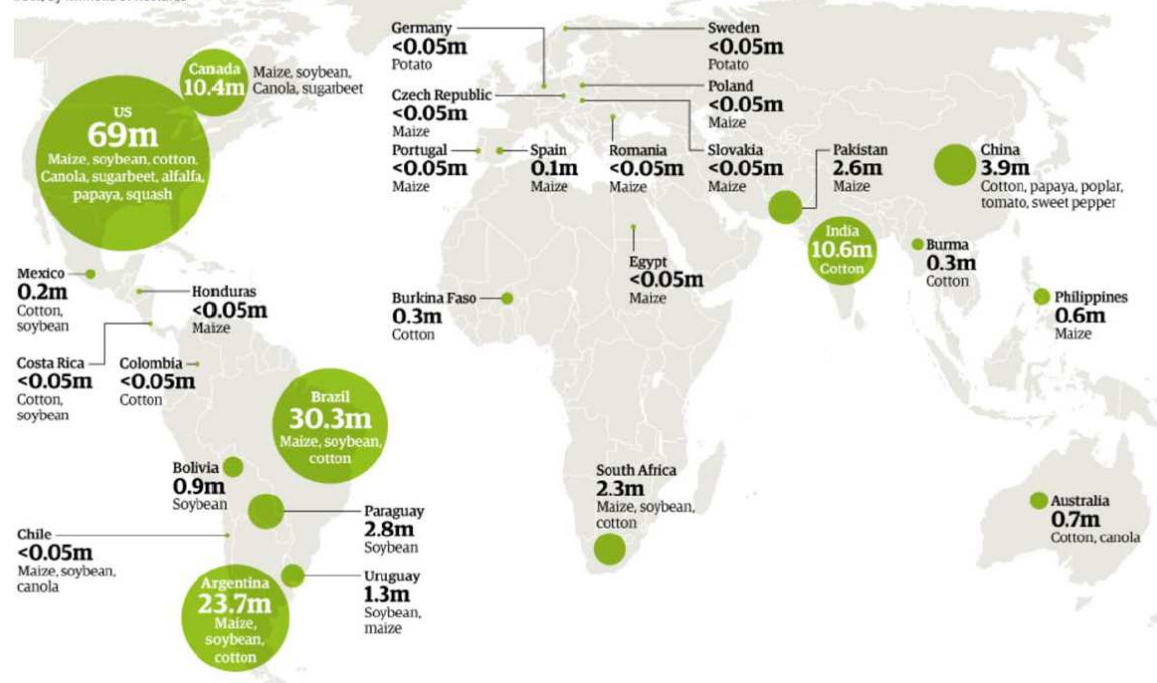 Canada
10.4m
Maize, soybean,
Canola, sugarbeet
US
69m
Maize, soybean, cotton,
Canola, sugarbeet, alfalfa,
papaya, squash
Mexico
0.2m
Cotton,
soybean
Honduras
<0.05m
Maize
Costa Rica
<0.05m
Cotton,
soybean
Colombia
<0.05m
Cotton
Brazil
30.3m
Maize, soybean,
cotton
Bolivia
0.9m
Soybean
Paraguay
2.8m
Soybean
Chile
<0.05m
Maize, soybean,
canola
Argentina
23.7m
Maize,
soybean,
cotton
Uruguay
1.3m
Soybean,
maize
Germany
<0.05m
Potato
Sweden
<0.05m
Potato
Czech Republic
<0.05m
Maize
Poland
<0.05m
Maize
Portugal
<0.05m
Maize
Spain
0.1m
Maize
Romania
<0.05m
Maize
Slovakia
<0.05m
Maize
Pakistan
2.6m
Maize
China
3.9m
Cotton, papaya, poplar,
tomato, sweet pepper
India
10.6m
Cotton
Burma
0.3m
Cotton
Egypt
<0.05m
Maize
Burkina Faso
0.3m
Cotton
Philippines
0.6m
Maize
South Africa
2.3m
Maize, soybean,
cotton
Australia
0.7m
Cotton, canola